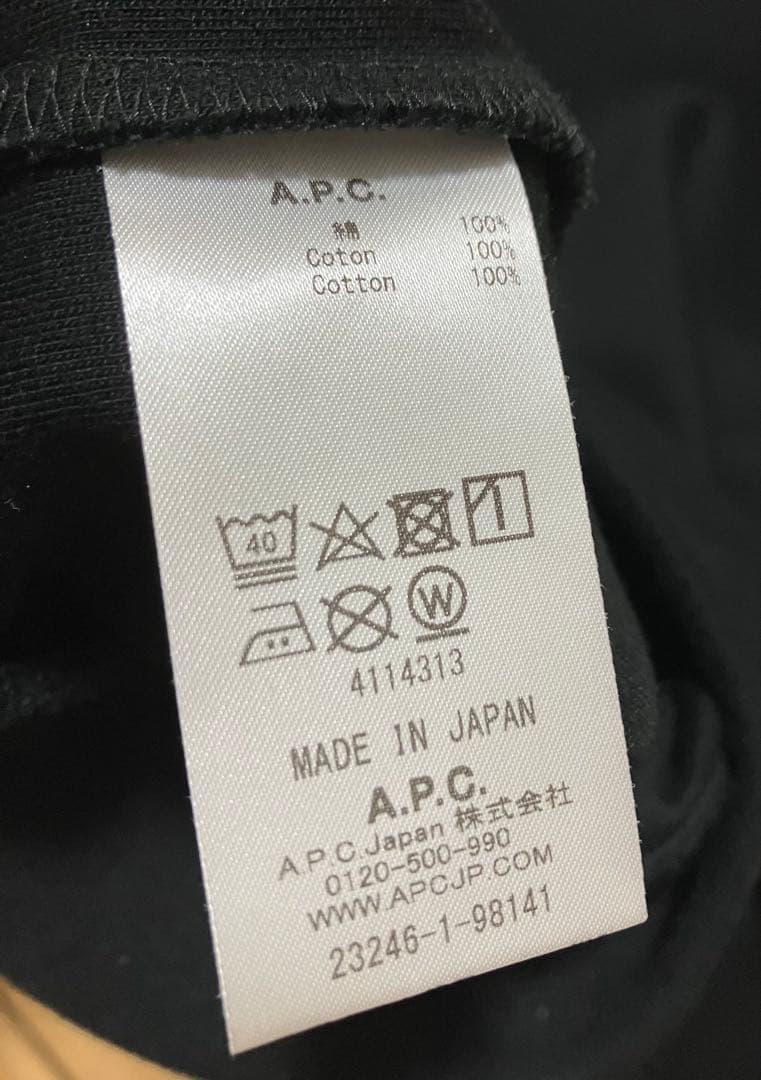 A.P.C.
綿 100%
Coton 100%
Cotton 100%
40
W
4114313
MADE IN JAPAN
A.P.C.
A.P.C.Japan 株式会社
0120-500-990
WWW.APCJP.COM
23246-1-98141